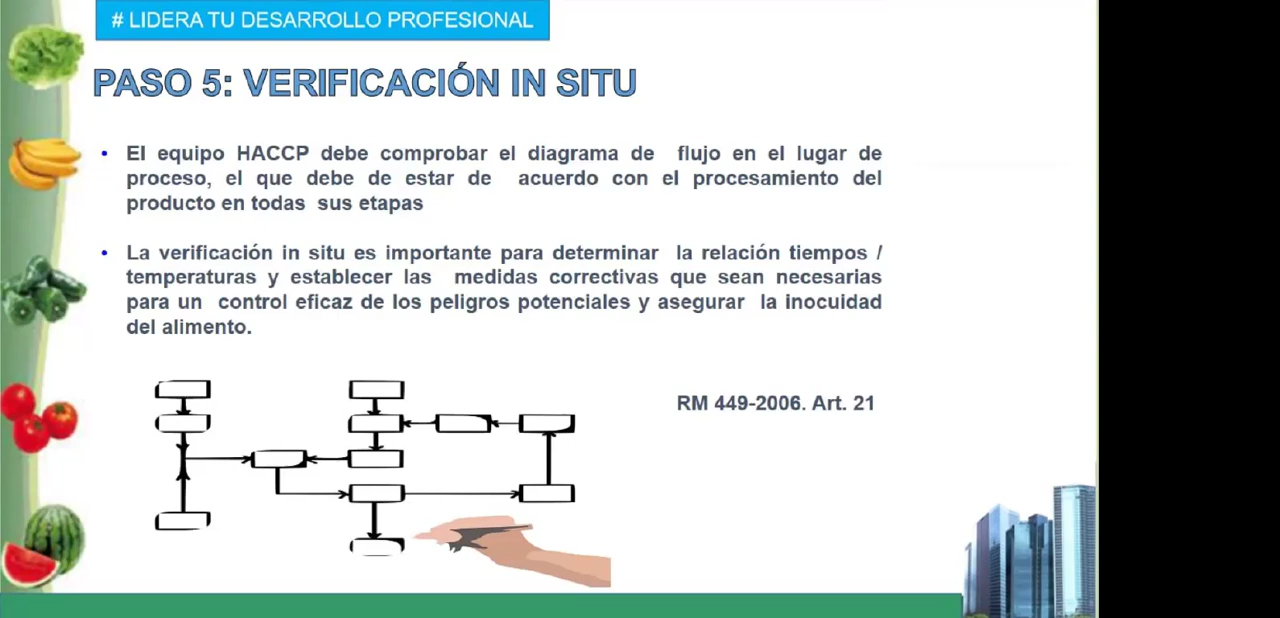 # LIDERA TU DESARROLLO PROFESIONAL
PASO 5: VERIFICACIÓN IN SITU
• El equipo HACCP debe comprobar el diagrama de flujo en el lugar de
proceso, el que debe de estar de acuerdo con el procesamiento del
producto en todas sus etapas
• La verificación in situ es importante para determinar la relación tiempos /
temperaturas y establecer las medidas correctivas que sean necesarias
para un control eficaz de los peligros potenciales y asegurar la inocuidad
del alimento.
RM 449-2006. Art. 21